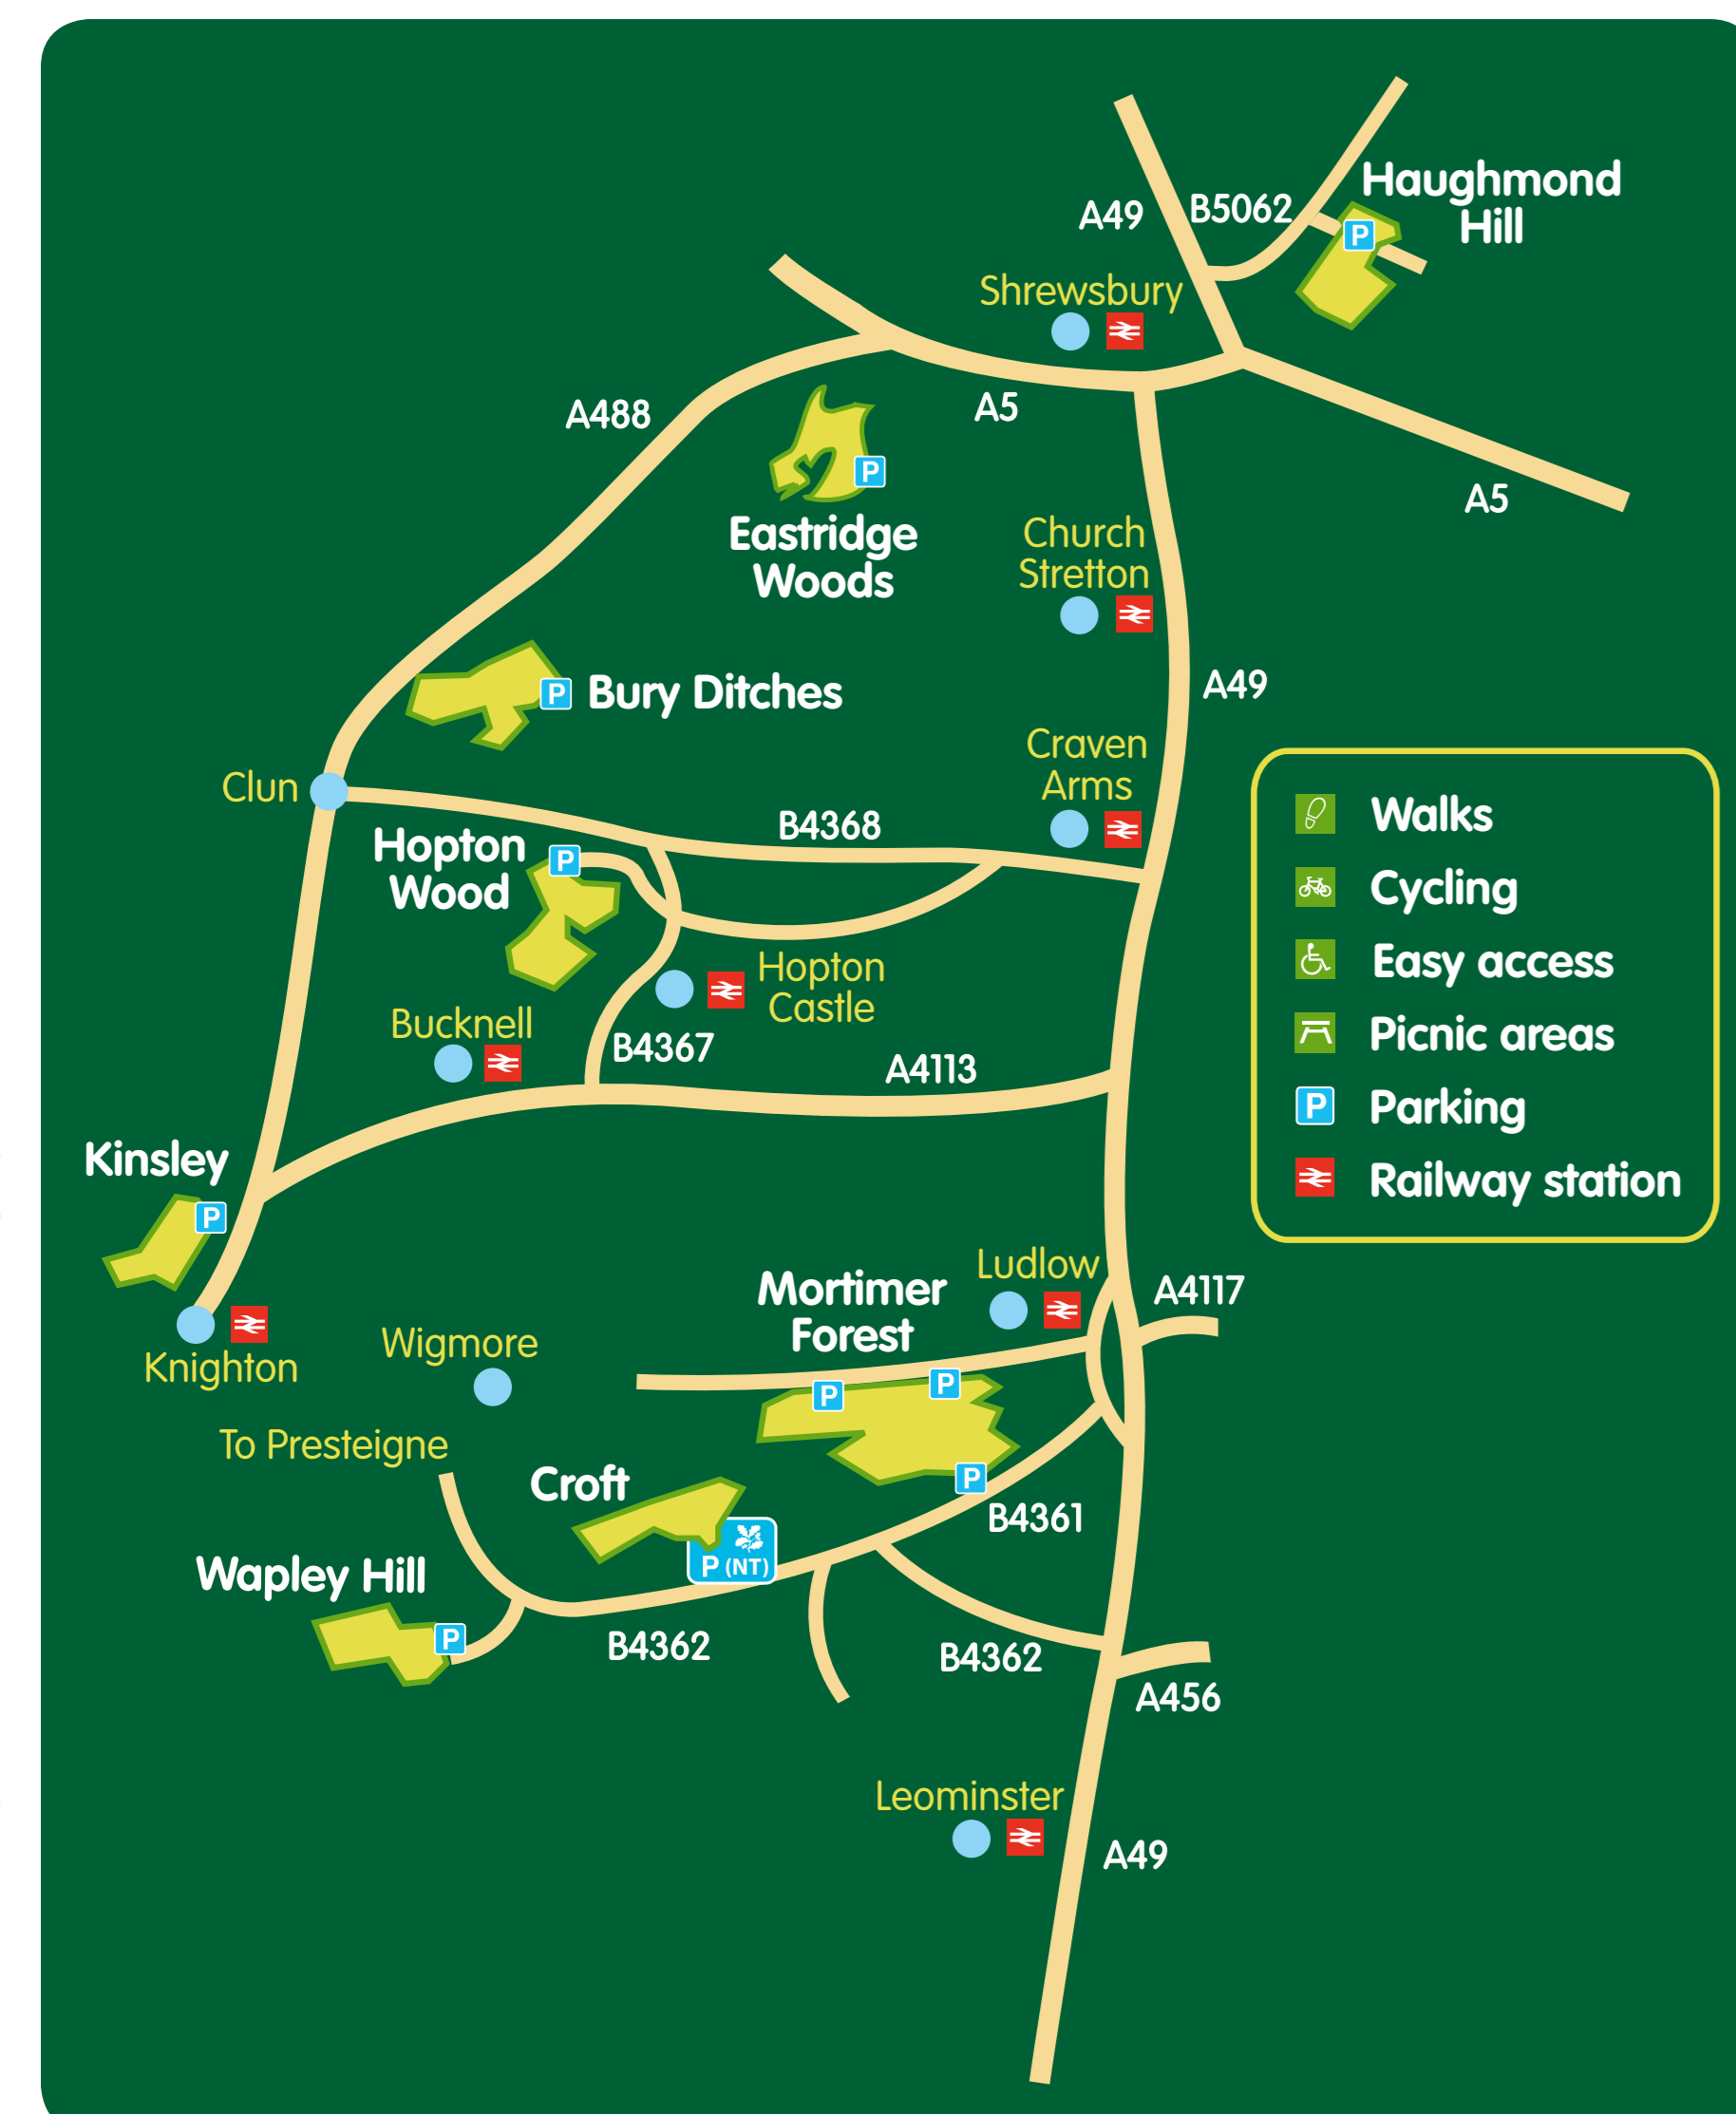 Haughmond
Hill
P
A49
B5062
Shrewsbury
A488
A5
P
A5
Eastridge
Woods
Church
Stretton
P
Bury Ditches
A49
Craven
Arms
Clun
B4368
Hopton
Wood
P
Hopton
Castle
Bucknell
B4367
A4113
Kinsley
P
Knighton
Mortimer
Forest
Ludlow
A4117
Wigmore
P
P
P
To Presteigne
Croft
P (NT)
B4361
Wapley Hill
P
B4362
B4362
A456
Leominster
A49
Walks
Cycling
Easy access
Picnic areas
P Parking
Railway station